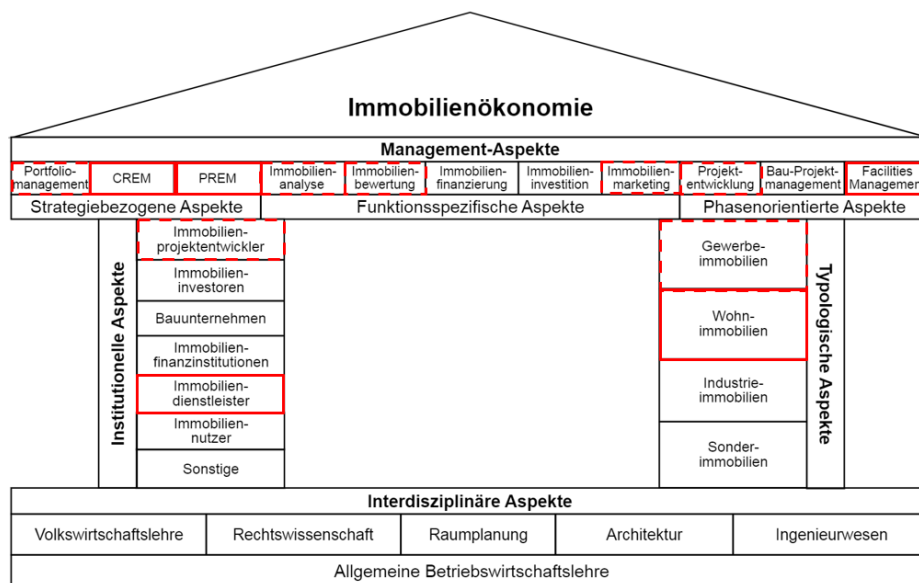 Immobilienökonomie
Management-Aspekte
Portfolio-
management
CREM
PREM
Immobilien-
analyse
Immobilien-
bewertung
Immobilien-
finanzierung
Immobilien-
investition
Immobilien-
marketing
Projekt-
entwicklung
Bau-Projekt-
management
Facilities
Management
Strategiebezogene Aspekte
Funktionsspezifische Aspekte
Phasenorientierte Aspekte
Institutionelle Aspekte
Immobilien-
projektentwickler
Immobilien-
investoren
Bauunternehmen
Immobilien-
finanzinstitutionen
Immobilien-
dienstleister
Immobilien-
nutzer
Sonstige
Gewerbe-
immobilien
Wohn-
immobilien
Industrie-
immobilien
Sonder-
immobilien
Typologische Aspekte
Interdisziplinäre Aspekte
Volkswirtschaftslehre
Rechtswissenschaft
Raumplanung
Architektur
Ingenieurwesen
Allgemeine Betriebswirtschaftslehre